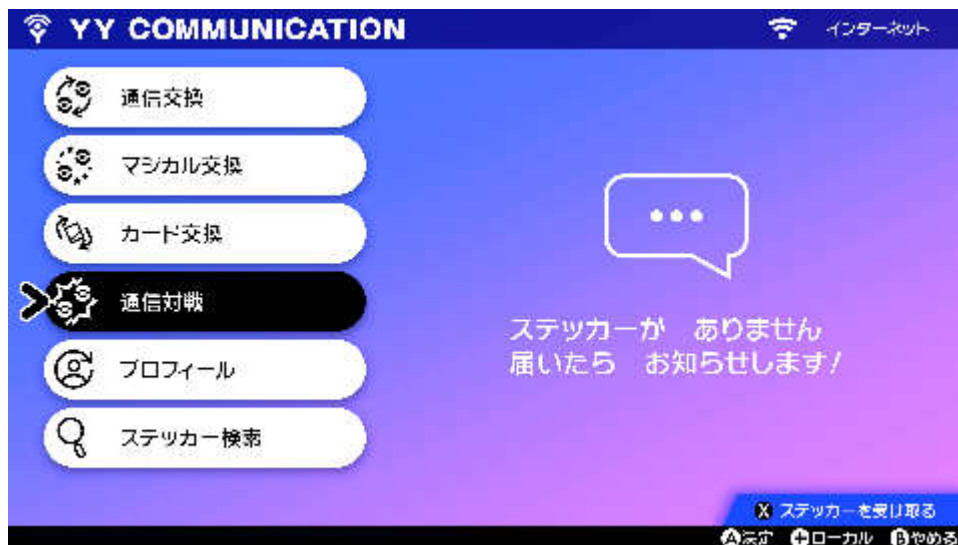 YY COMMUNICATION
インターネット
通信交換
マジカル交換
カード交換
通信対戦
プロフィール
ステッカー検索
ステッカーが ありません
届いたら お知らせします!
X ステッカーを受け取る
A決定 +ローカル Bやめる